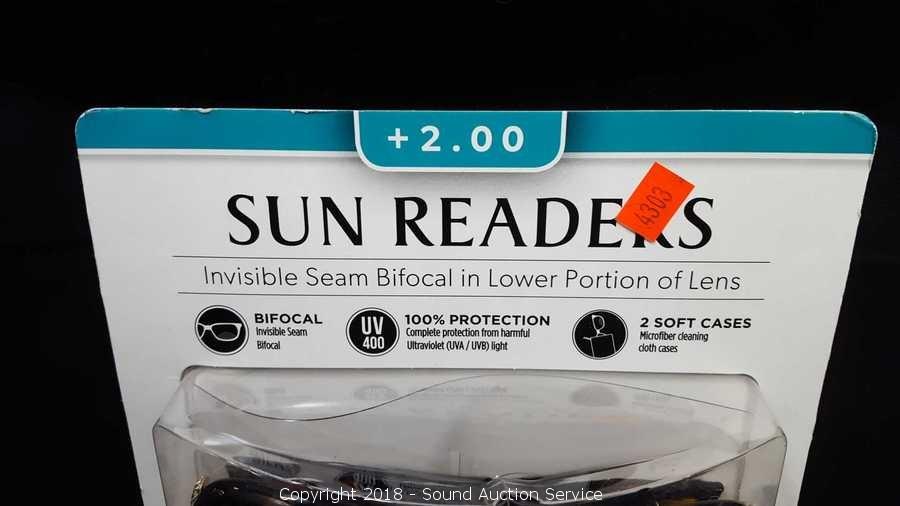 +2.00
SUN READERS
4303
Invisible Seam Bifocal in Lower Portion of Lens
BIFOCAL
Invisible Seam
Bifocal
UV
400
100% PROTECTION
Complete protection from harmful
Ultraviolet (UVA / UVB) light
2 SOFT CASES
Microfiber cleaning
cloth cases
Copyright 2018 - Sound Auction Service